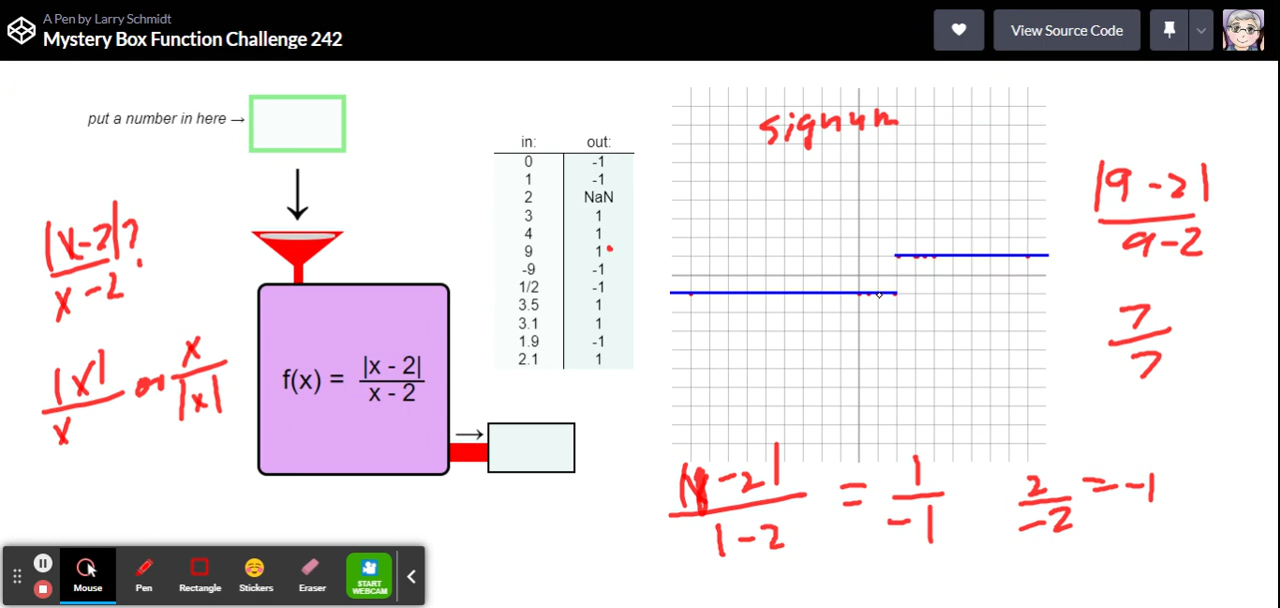 A Pen by Larry Schmidt
Mystery Box Function Challenge 242
View Source Code
put a number in here →
in: out:
0 -1
1 -1
2 NaN
3 1
4 1
9 1
-9 -1
1/2 -1
3.5 1
3.1 1
1.9 -1
2.1 1
signum
|x-2|?
x-2
|x| or x
x |x|
f(x) = |x - 2|
x - 2
→
|9-2|
9-2
7
7
-2| = 1 2 = -1
1-2 -1 -2
Mouse
Pen
Rectangle
Stickers
Eraser
START
WEBCAM